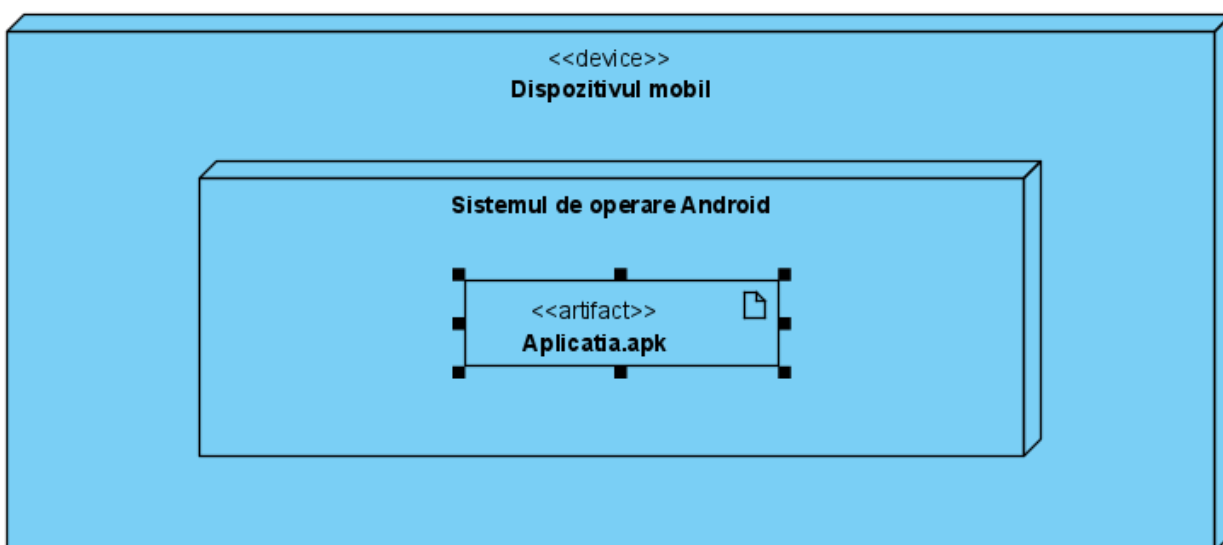 <<device>>
Dispozitivul mobil
Sistemul de operare Android
<<artifact>>
Aplicatia.apk